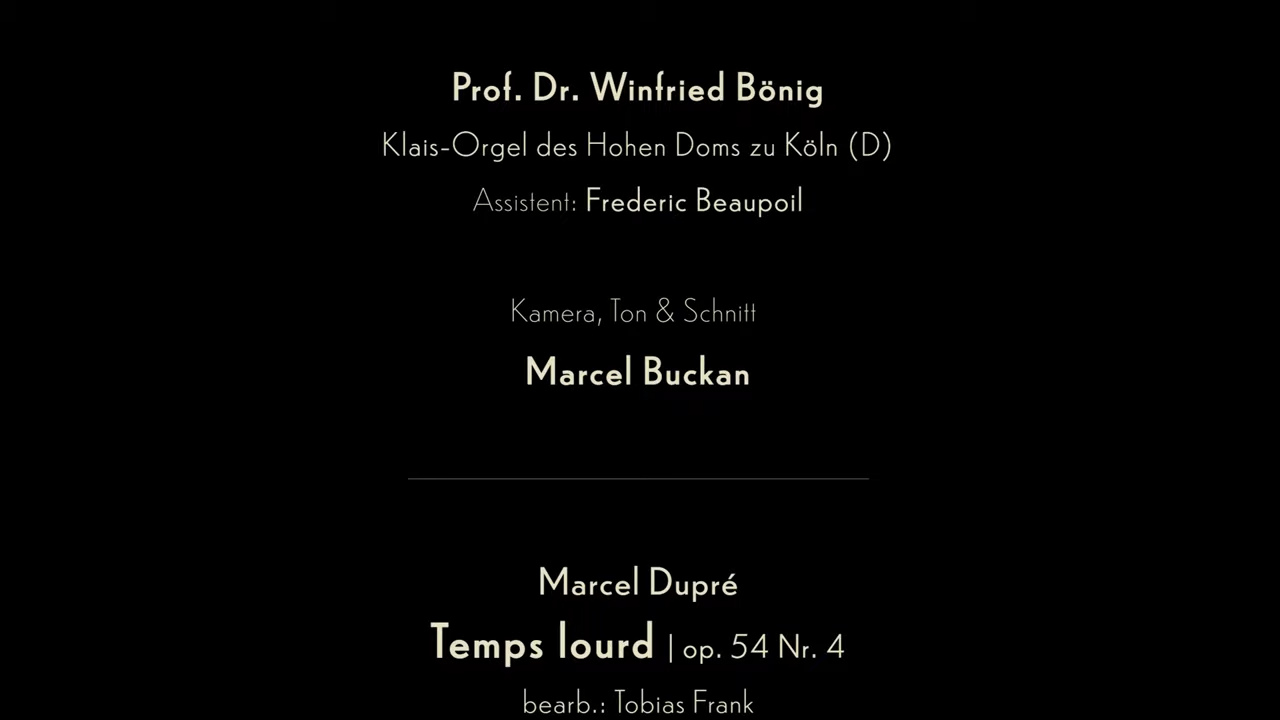 Prof. Dr. Winfried Bönig
Klais-Orgel des Hohen Doms zu Köln (D)
Assistent: Frederic Beaupoil
Kamera, Ton & Schnitt
Marcel Buckan
Marcel Dupré
Temps lourd | op. 54 Nr. 4
bearb.: Tobias Frank